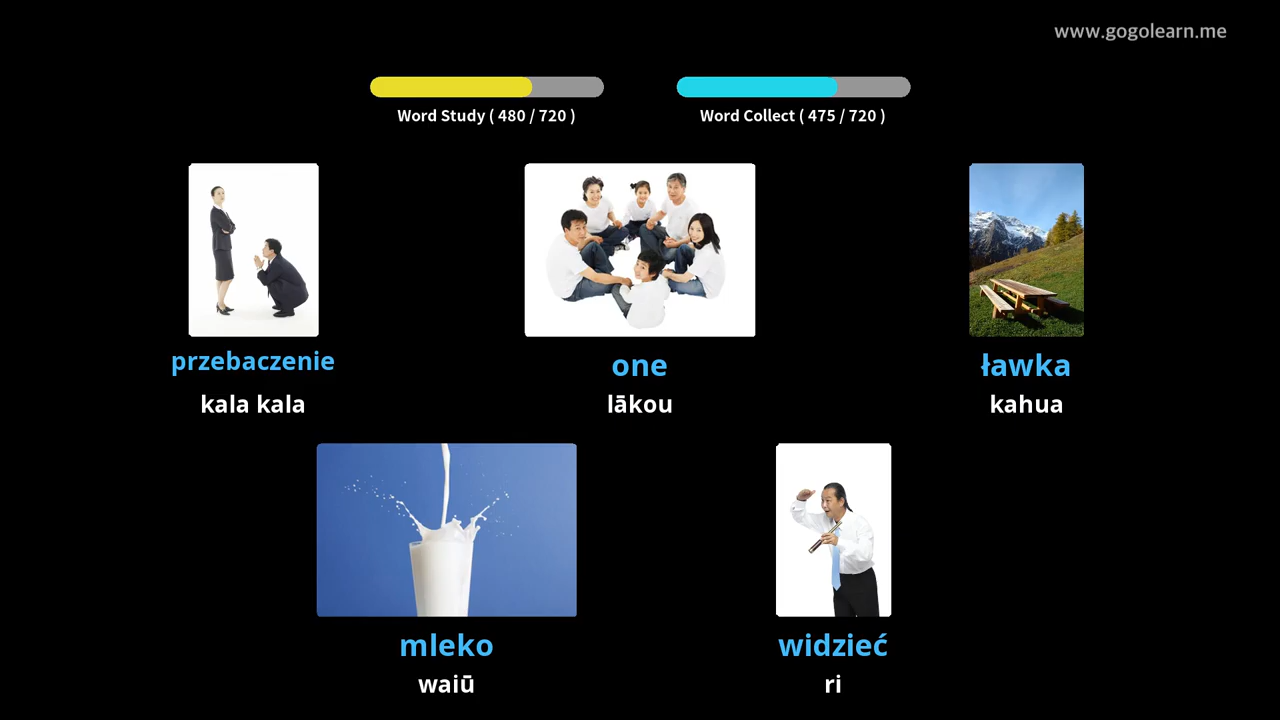 www.gogolearn.me
Word Study ( 480 / 720 )
Word Collect ( 475 / 720 )
przebaczenie
kala kala
one
lākou
ławka
kahua
mleko
waiū
widzieć
ri